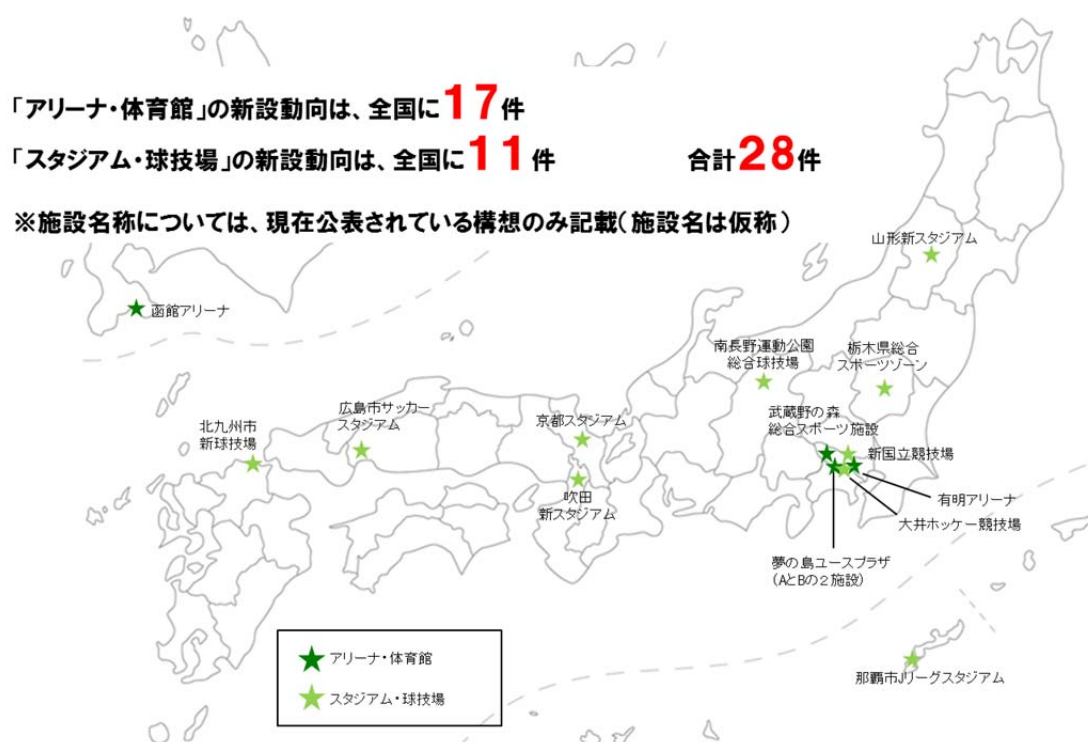 「アリーナ・体育館」の新設動向は、全国に17件
「スタジアム・球技場」の新設動向は、全国に11件 合計28件
※施設名称については、現在公表されている構想のみ記載(施設名は仮称)
山形新スタジアム
函館アリーナ
南長野運動公園
総合球技場
栃木県総合
スポーツゾーン
広島市サッカー
スタジアム
京都スタジアム
武蔵野の森
総合スポーツ施設
北九州市
新球技場
新国立競技場
吹田
新スタジアム
有明アリーナ
大井ホッケー競技場
夢の島ユースプラザ
(AとBの2施設)
アリーナ・体育館
スタジアム・球技場
那覇市Jリーグスタジアム